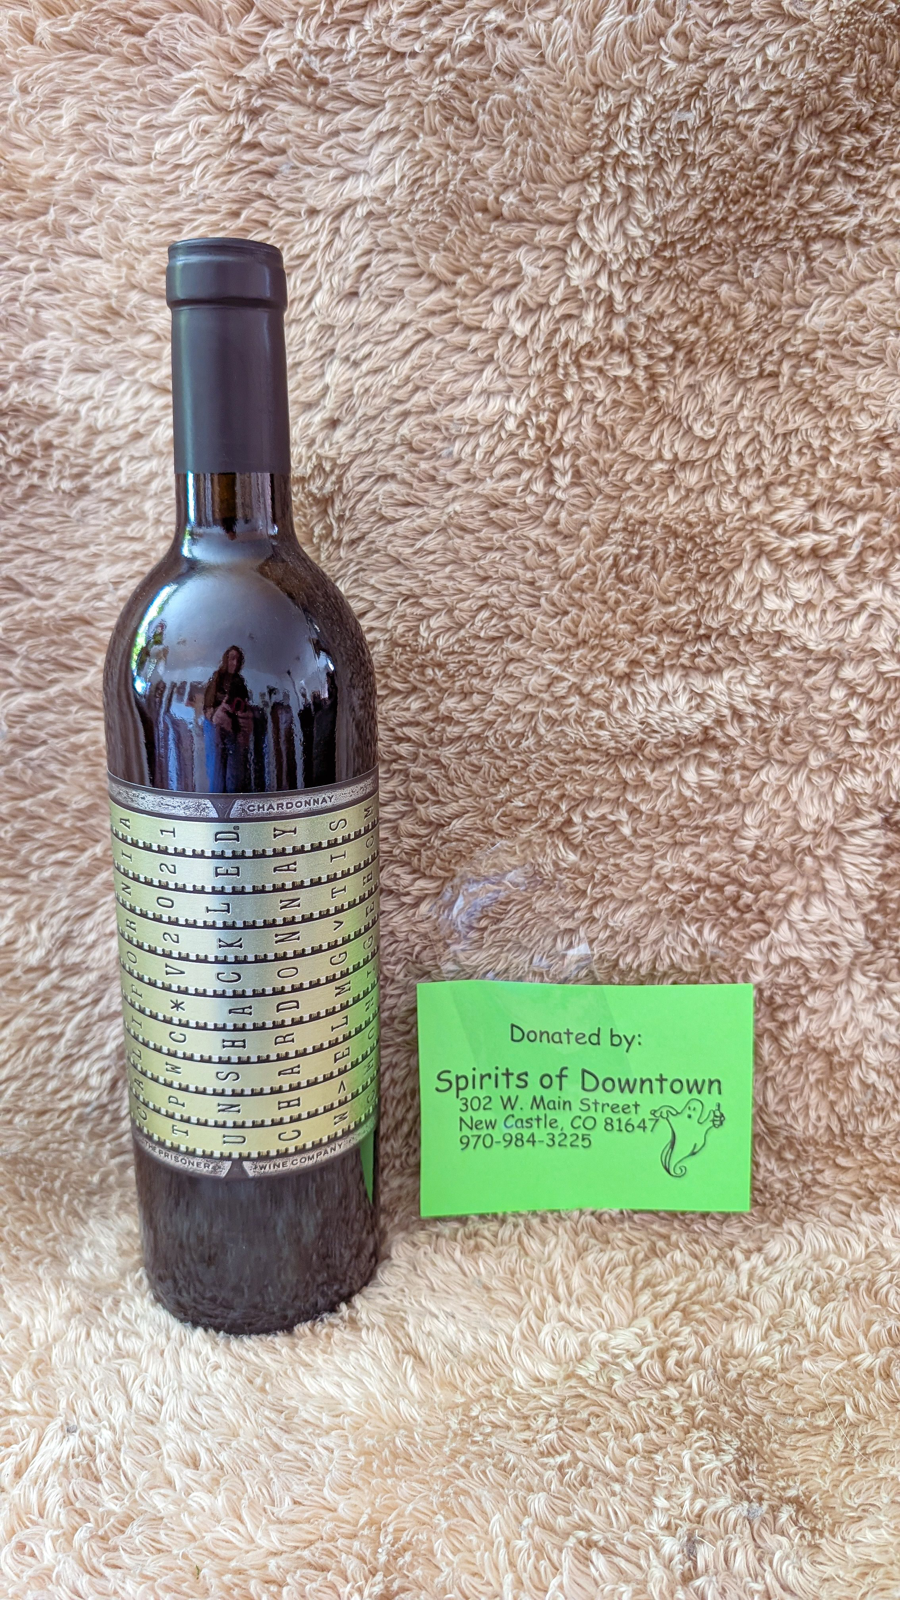 CHARDONNAY
CALIFORNIA
TPWC*V2021
UNSHACKLED.
CHARDONNAY
THE PRISONER
WINE COMPANY
Donated by:
Spirits of Downtown
302 W. Main Street
New Castle, CO 81647
970-984-3225